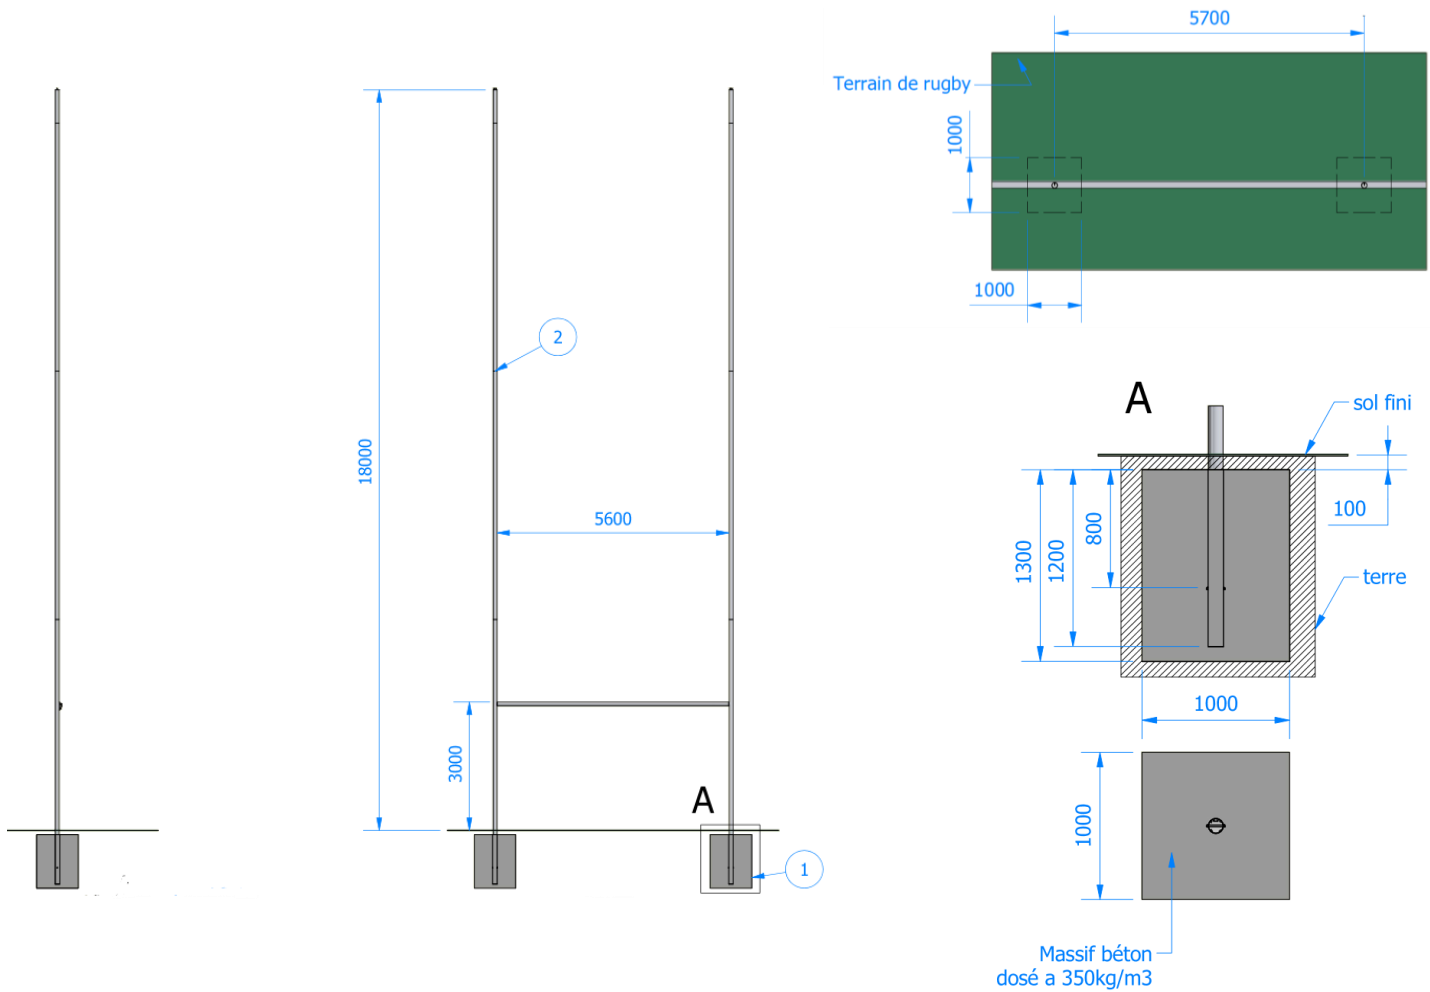 5700
Terrain de rugby
1000
1000
2
18000
5600
3000
A
1
A
sol fini
100
800
1200
1300
terre
1000
1000
Massif béton
dosé a 350kg/m3